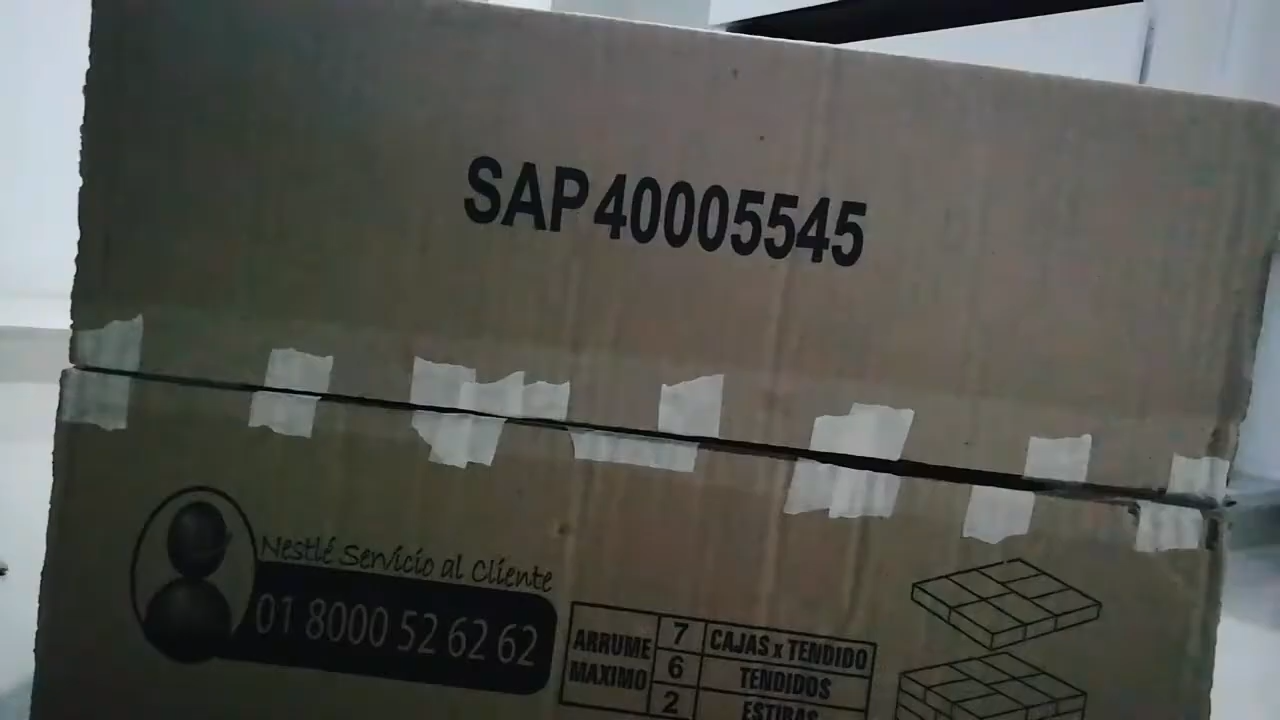 SAP 40005545
Nestlé Servicio al Cliente
01 8000 52 62 62
ARRUME MAXIMO
7 CAJAS x TENDIDO
6 TENDIDOS
2 ESTIBAS